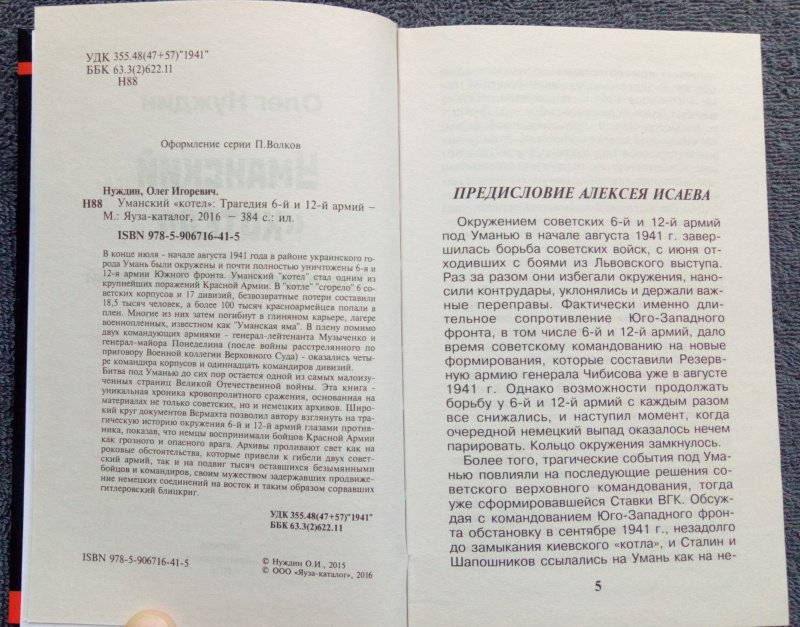 УДК 355.48(47+57)"1941"
ББК 63.3(2)622.11
Н88
Оформление серии П.Волков
Нуждин, Олег Игоревич.
Н88 Уманский «котел»: Трагедия 6-й и 12-й армий –
М.: Яуза-каталог, 2016 – 384 с.: ил.
ISBN 978-5-906716-41-5
В конце июля - начале августа 1941 года в районе украинского го-
рода Умань были окружены и почти полностью уничтожены 6-я и
12-я армии Южного фронта. Уманский "котел" стал одним из
крупнейших поражений Красной Армии. В "котле" "сгорело" 6 со-
ветских корпусов и 17 дивизий, безвозвратные потери составили
18,5 тысяч человек, а более 100 тысяч красноармейцев попали в
плен. Многие из них затем погибнут в глиняном карьере, лагере
военнопленных, известном как "Уманская яма". В плену помимо
двух командующих армиями - генерал-лейтенанта Музыченко и
генерал-майора Понеделина (после войны расстрелянного по
приговору Военной коллегии Верховного Суда) - оказались четы-
ре командира корпусов и одиннадцать командиров дивизий.
Битва под Уманью до сих пор остается одной из самых малоизу-
ченных страниц Великой Отечественной войны. Эта книга -
уникальная хроника кровопролитного сражения, основанная на
материалах не только советских, но и немецких архивов. Широ-
кий круг документов Вермахта позволил автору взглянуть на тра-
гическую историю окружения 6-й и 12-й армий глазами против-
ника, показав, что немцы воспринимали бойцов Красной Армии
как грозного и опасного врага. Архивы проливают свет как на
роковые обстоятельства, которые привели к гибели двух совет-
ский армий, так и на подвиг тысяч оставшихся безымянными
бойцов и командиров, своим мужеством задержавших продвиже-
ние немецких соединений на восток и таким образом сорвавших
гитлеровский блицкриг.
УДК 355.48(47+57)"1941"
ББК 63.3(2)622.11
ISBN 978-5-906716-41-5
© Нуждин О.И., 2015
© ООО «Яуза-каталог», 2016
ПРЕДИСЛОВИЕ АЛЕКСЕЯ ИСАЕВА
Окружением советских 6-й и 12-й армий
под Уманью в начале августа 1941 г. завер-
шилась борьба советских войск, с июня от-
ходивших с боями из Львовского выступа.
Раз за разом они избегали окружения, нано-
сили контрудары, уклонялись и держали важ-
ные переправы. Фактически именно дли-
тельное сопротивление Юго-Западного
фронта, в том числе 6-й и 12-й армий, дало
время советскому командованию на новые
формирования, которые составили Резерв-
ную армию генерала Чибисова уже в августе
1941 г. Однако возможности продолжать
борьбу у 6-й и 12-й армий с каждым разом
все снижались, и наступил момент, когда
очередной немецкий выпад оказалось нечем
парировать. Кольцо окружения замкнулось.
Более того, трагические события под Ума-
нью повлияли на последующие решения со-
ветского верховного командования, тогда
уже сформировавшейся Ставки ВГК. Обсуж-
дая с командованием Юго-Западного фрон-
та обстановку в сентябре 1941 г., незадолго
до замыкания киевского «котла», и Сталин и
Шапошников ссылались на Умань как на не-
5